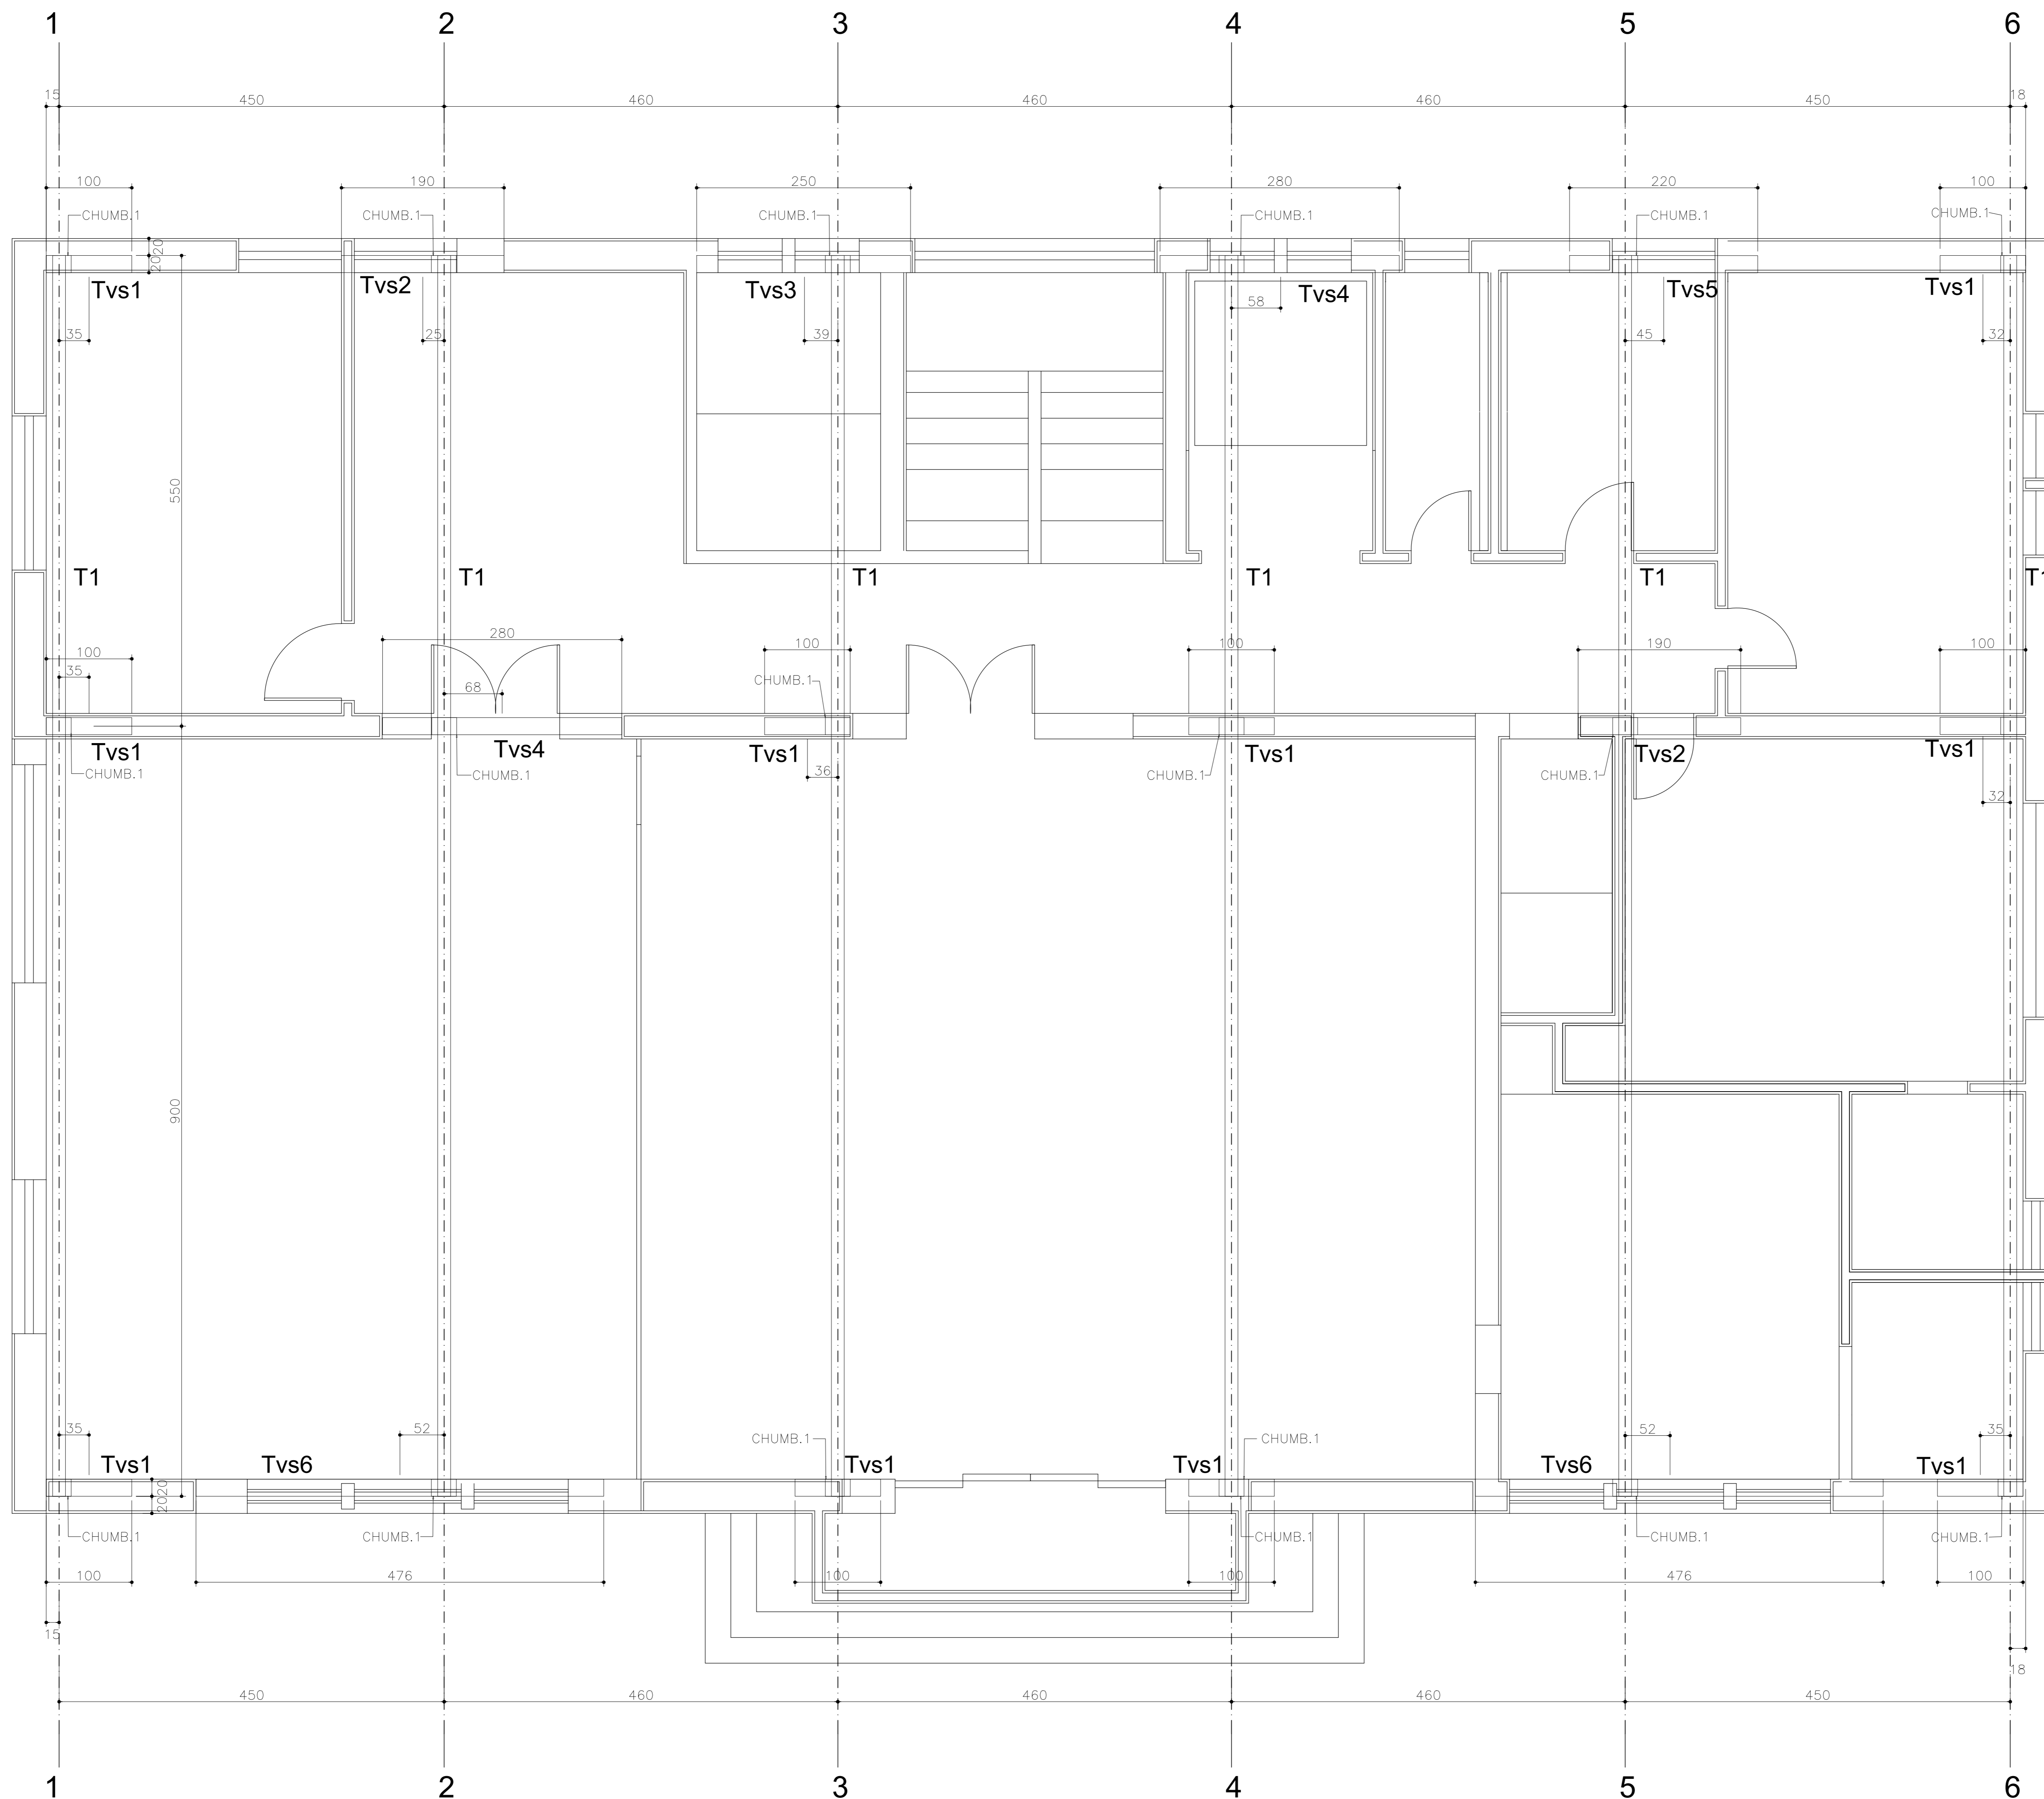 1 2 3 4 5 6
15 450 460 460 460 450 18
100 190 250 280 220 100
CHUMB.1 CHUMB.1 CHUMB.1 CHUMB.1 CHUMB.1 CHUMB.1
2020
Tvs1 Tvs2 Tvs3 Tvs4 Tvs5 Tvs1
58
35 25 39 45 32
550
T1 T1 T1 T1 T1
280
100 100 100 190 100
35 68 CHUMB.1
Tvs1 Tvs4 Tvs1 Tvs1 Tvs2 Tvs1
CHUMB.1 CHUMB.1 36 CHUMB.1 CHUMB.1
32
900
35 52 52 35
CHUMB.1 CHUMB.1
Tvs1 Tvs6 Tvs1 Tvs1 Tvs6 Tvs1
2020
CHUMB.1 CHUMB.1 CHUMB.1 CHUMB.1 CHUMB.1
100 476 100 100 476 100
15
18
450 460 460 460 450
1 2 3 4 5 6